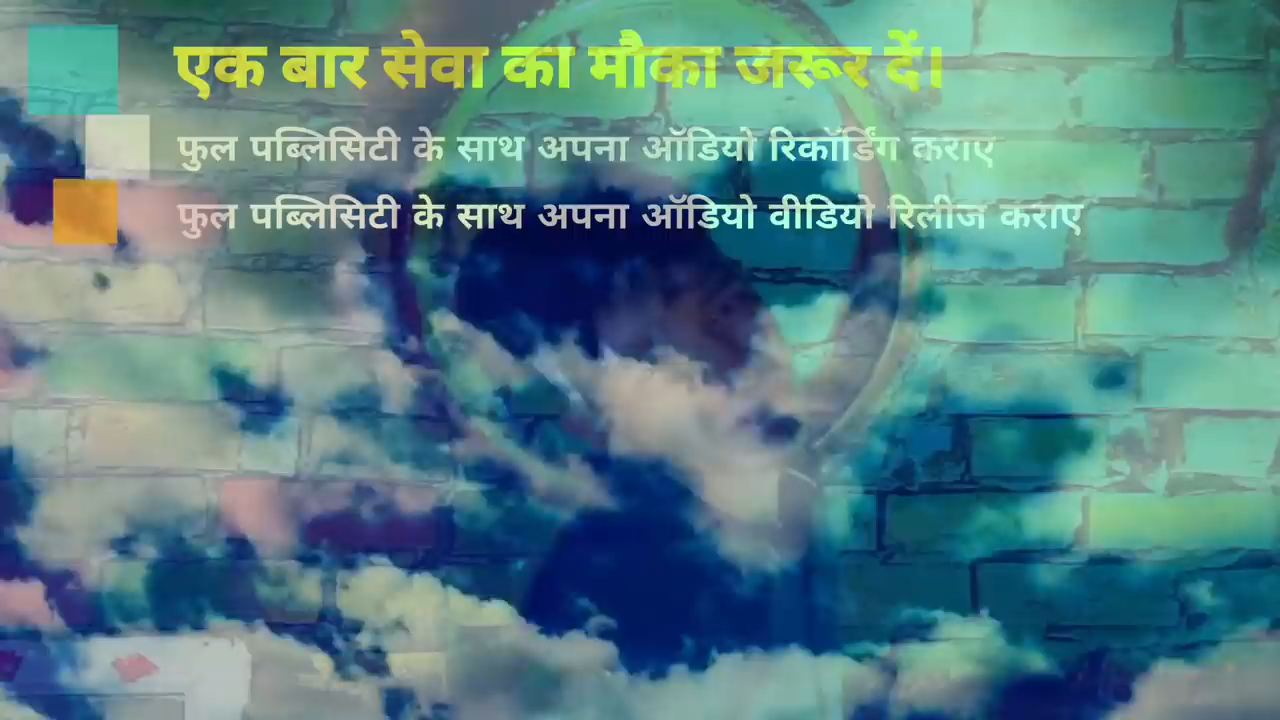 एक बार सेवा का मौका जरूर दें।
फुल पब्लिसिटी के साथ अपना ऑडियो रिकॉर्डिंग कराए
फुल पब्लिसिटी के साथ अपना ऑडियो वीडियो रिलीज कराए